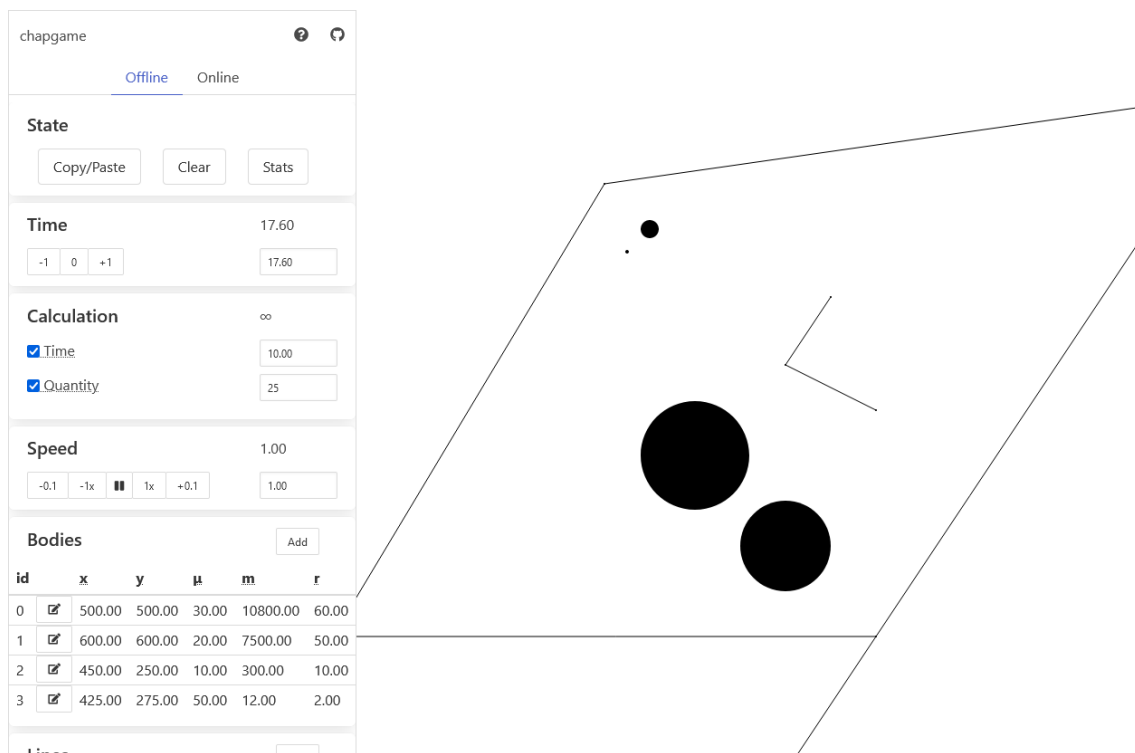 chapgame
Offline Online
State
Copy/Paste Clear Stats
Time 17.60
-1 0 +1 17.60
Calculation ∞
Time 10.00
Quantity 25
Speed 1.00
-0.1 -1x 1x +0.1 1.00
Bodies Add
id x y μ m r
0 500.00 500.00 30.00 10800.00 60.00
1 600.00 600.00 20.00 7500.00 50.00
2 450.00 250.00 10.00 300.00 10.00
3 425.00 275.00 50.00 12.00 2.00
Lines